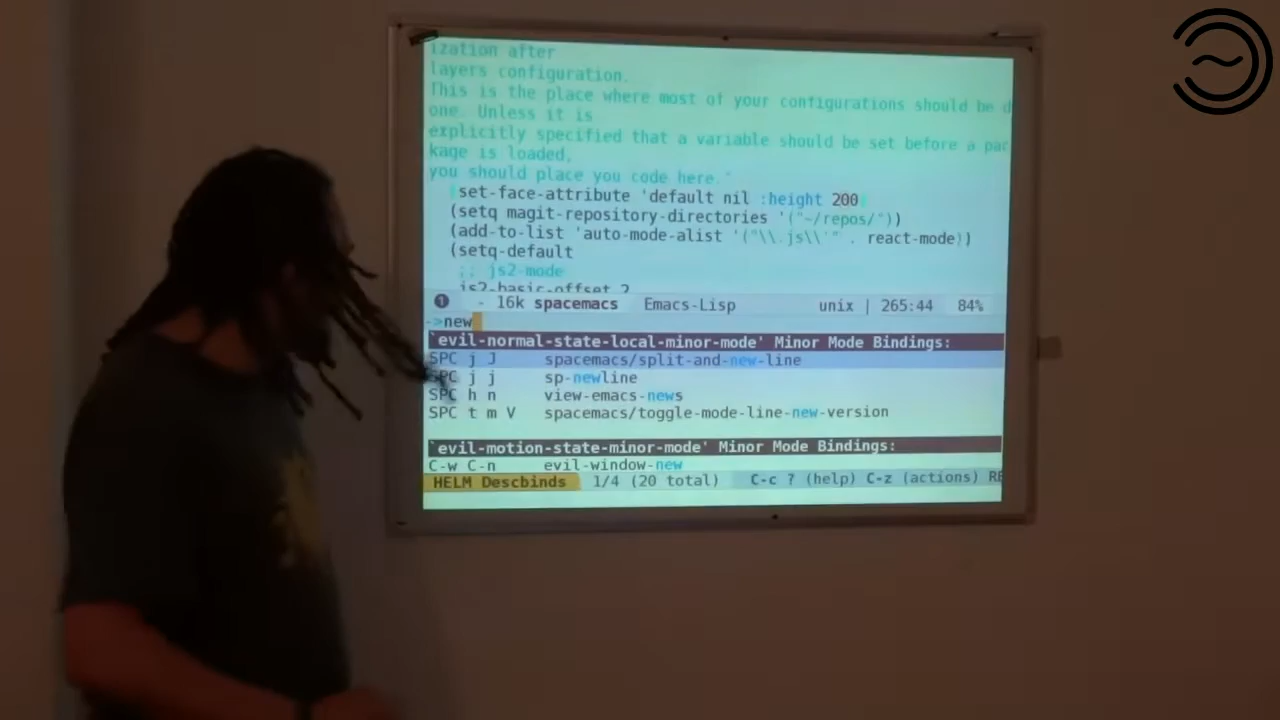 ization after
layers configuration.
This is the place where most of your configurations should be d
one. Unless it is
explicitly specified that a variable should be set before a pac
kage is loaded,
you should place you code here."
(set-face-attribute 'default nil :height 200)
(setq magit-repository-directories '("~/repos/"))
(add-to-list 'auto-mode-alist '("\\.js\\'" . react-mode))
(setq-default
;; js2-mode
js2-basic-offset 2
1 - 16k spacemacs Emacs-Lisp unix | 265:44 84%
->new
`evil-normal-state-local-minor-mode' Minor Mode Bindings:
SPC j J spacemacs/split-and-new-line
SPC j j sp-newline
SPC h n view-emacs-news
SPC t m V spacemacs/toggle-mode-line-new-version
`evil-motion-state-minor-mode' Minor Mode Bindings:
C-w C-n evil-window-new
HELM Descbinds 1/4 (20 total) C-c ? (help) C-z (actions) RE